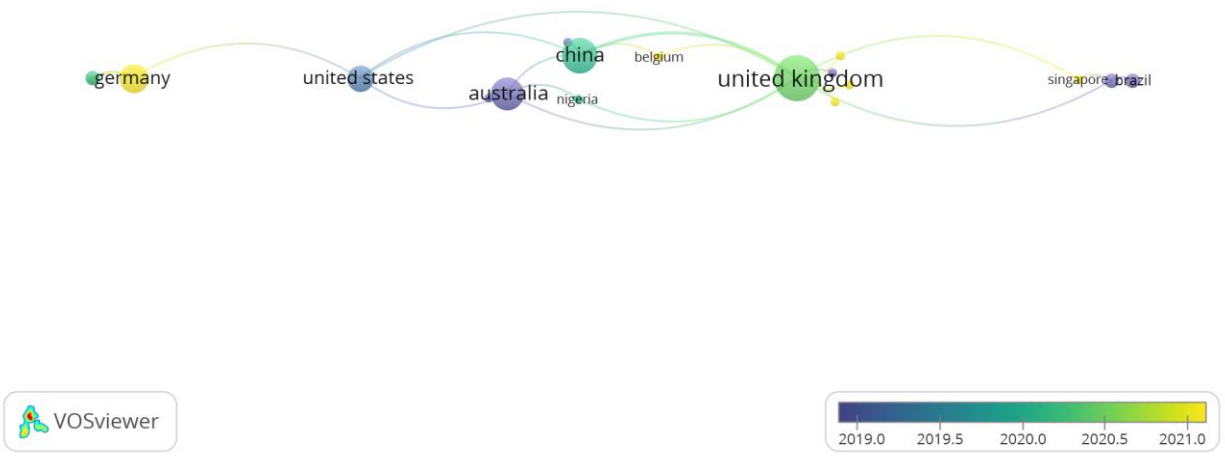 china
belgium
germany
united states
united kingdom
singapore
brazil
australia
nigeria
VOSviewer
2019.0
2019.5
2020.0
2020.5
2021.0